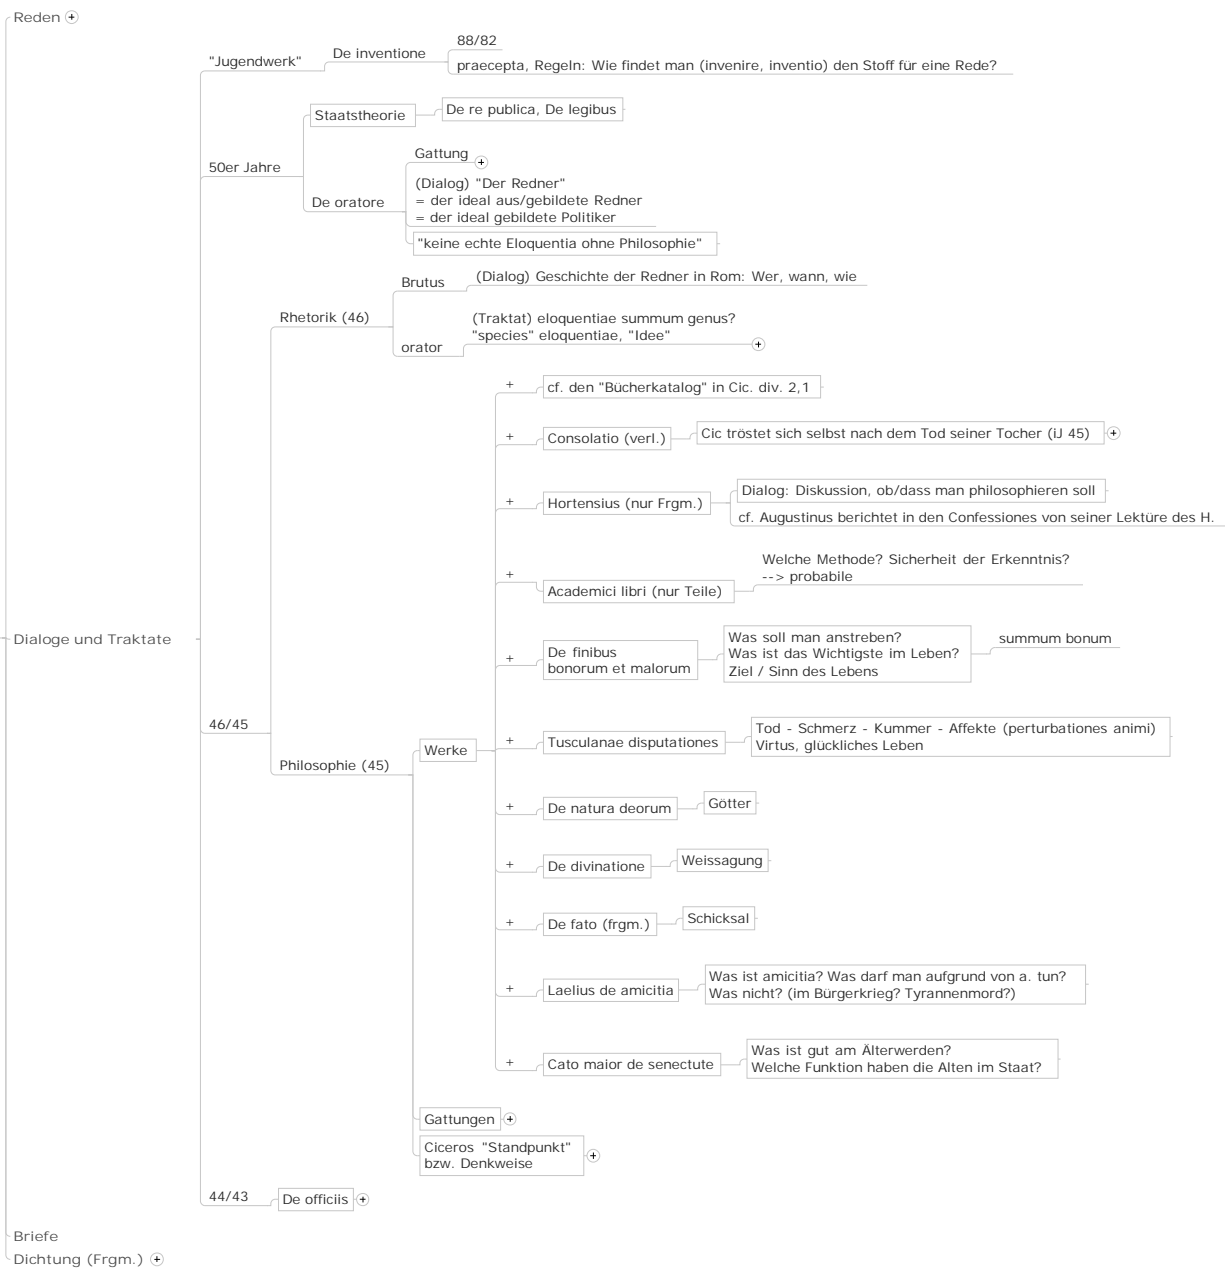 Reden
"Jugendwerk"
De inventione
88/82
praecepta, Regeln: Wie findet man (invenire, inventio) den Stoff für eine Rede?
50er Jahre
Staatstheorie
De re publica, De legibus
De oratore
Gattung
(Dialog) "Der Redner"
= der ideal aus/gebildete Redner
= der ideal gebildete Politiker
"keine echte Eloquentia ohne Philosophie"
Dialoge und Traktate
46/45
Rhetorik (46)
Brutus
(Dialog) Geschichte der Redner in Rom: Wer, wann, wie
orator
(Traktat) eloquentiae summum genus?
"species" eloquentiae, "Idee"
Philosophie (45)
Werke
+
cf. den "Bücherkatalog" in Cic. div. 2,1
+
Consolatio (verl.)
Cic tröstet sich selbst nach dem Tod seiner Tocher (iJ 45)
+
Hortensius (nur Frgm.)
Dialog: Diskussion, ob/dass man philosophieren soll
cf. Augustinus berichtet in den Confessiones von seiner Lektüre des H.
+
Academici libri (nur Teile)
Welche Methode? Sicherheit der Erkenntnis?
--> probabile
+
De finibus
bonorum et malorum
Was soll man anstreben?
Was ist das Wichtigste im Leben?
Ziel / Sinn des Lebens
summum bonum
+
Tusculanae disputationes
Tod - Schmerz - Kummer - Affekte (perturbationes animi)
Virtus, glückliches Leben
+
De natura deorum
Götter
+
De divinatione
Weissagung
+
De fato (frgm.)
Schicksal
+
Laelius de amicitia
Was ist amicitia? Was darf man aufgrund von a. tun?
Was nicht? (im Bürgerkrieg? Tyrannenmord?)
+
Cato maior de senectute
Was ist gut am Älterwerden?
Welche Funktion haben die Alten im Staat?
Gattungen
Ciceros "Standpunkt"
bzw. Denkweise
44/43
De officiis
Briefe
Dichtung (Frgm.)